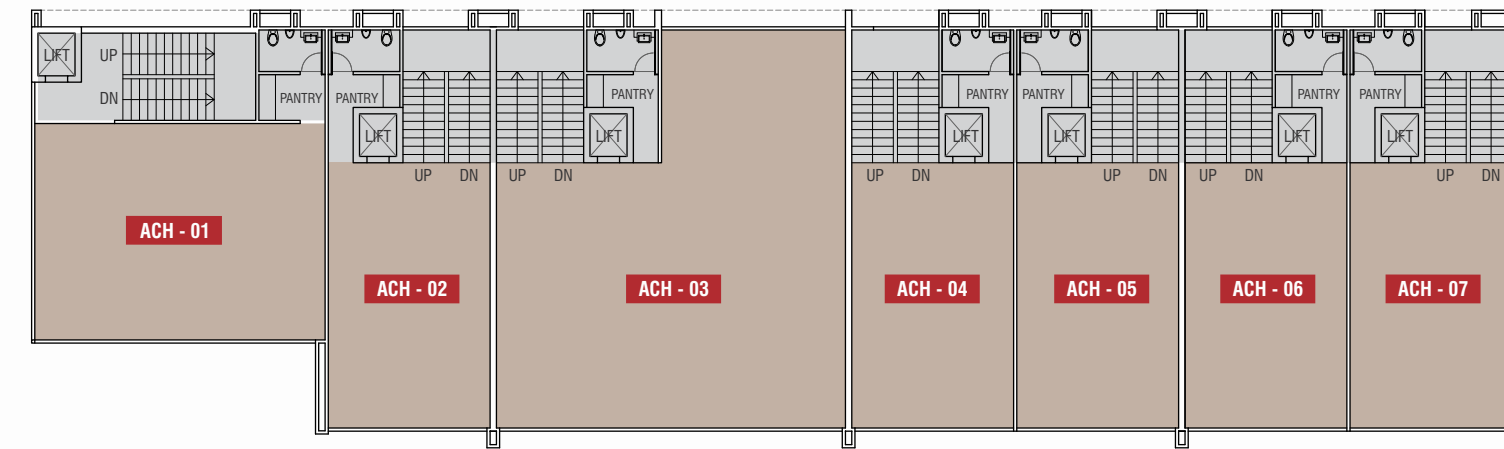 LIFT
UP
DN
PANTRY
PANTRY
LIFT
UP DN
UP DN
PANTRY
LIFT
PANTRY
LIFT
UP DN
PANTRY
LIFT
UP DN
PANTRY
LIFT
UP DN
PANTRY
LIFT
UP DN
ACH - 01
ACH - 02
ACH - 03
ACH - 04
ACH - 05
ACH - 06
ACH - 07